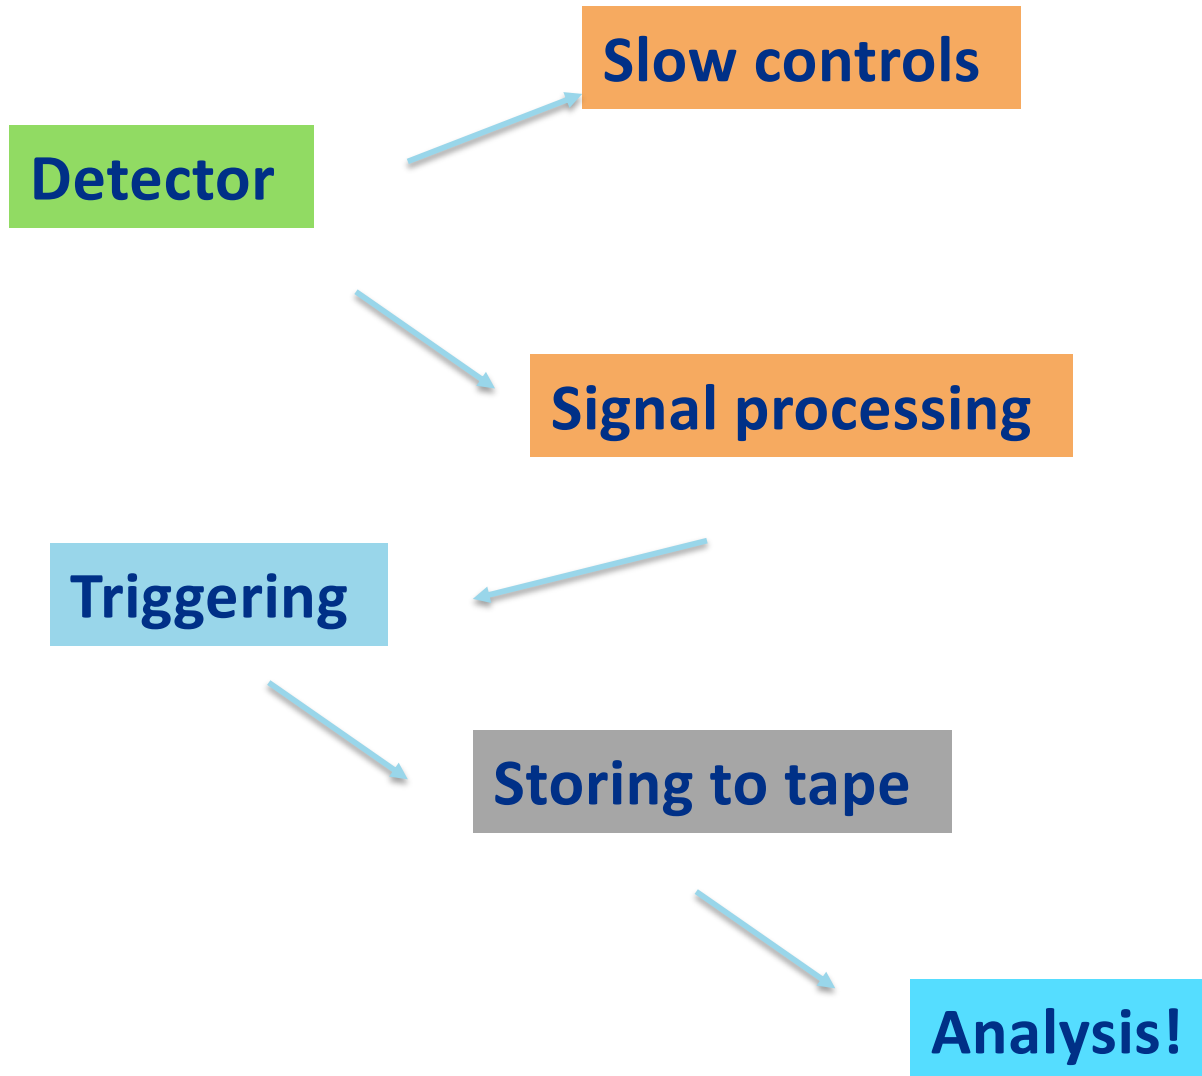 Slow controls
Detector
Signal processing
Triggering
Storing to tape
Analysis!